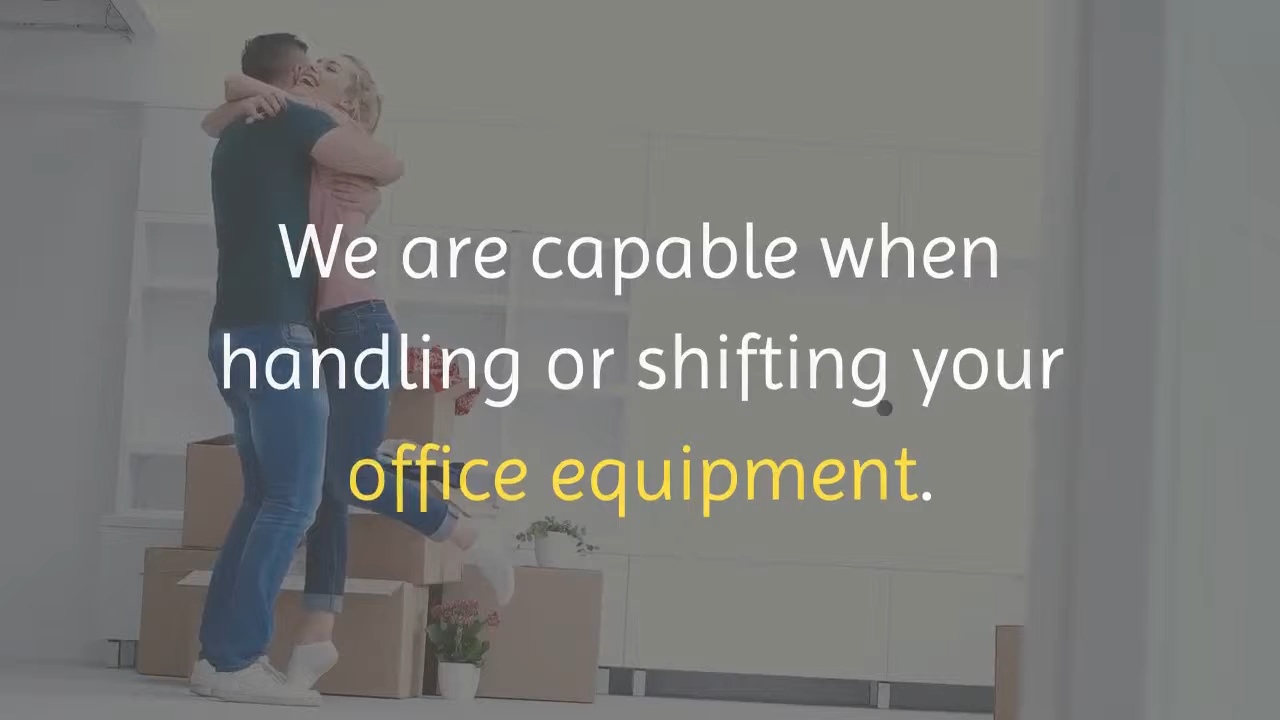 We are capable when
handling or shifting your
office equipment.